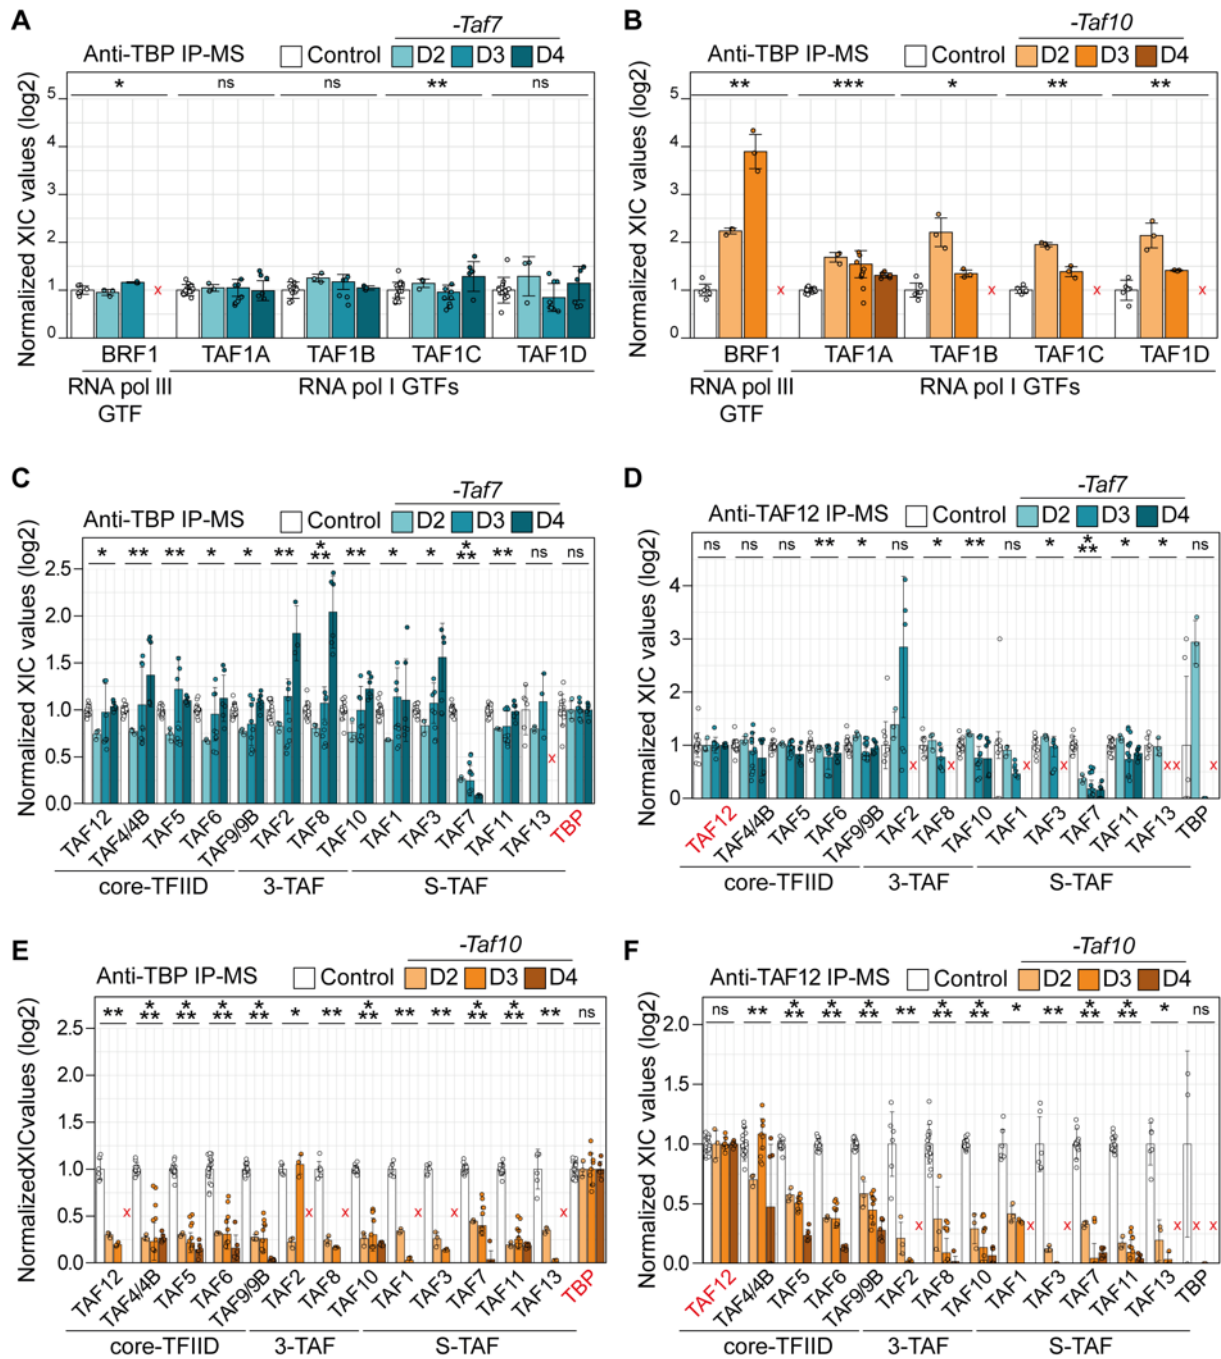 A
-Taf7
Anti-TBP IP-MS Control D2 D3 D4
Normalized XIC values (log2)
* ns ns ** ns
5
4
3
2
1
0
x
BRF1 TAF1A TAF1B TAF1C TAF1D
RNA pol III GTF
RNA pol I GTFs
B
-Taf10
Anti-TBP IP-MS Control D2 D3 D4
Normalized XIC values (log2)
** *** * ** **
5
4
3
2
1
0
x x x x
BRF1 TAF1A TAF1B TAF1C TAF1D
RNA pol III GTF
RNA pol I GTFs
C
-Taf7
Anti-TBP IP-MS Control D2 D3 D4
Normalized XIC values (log2)
* ** ** * * ** *** ** * * *** ** ns ns
2.5
2.0
1.5
1.0
0.5
0.0
x
TAF12 TAF4/4B TAF5 TAF6 TAF9/9B TAF2 TAF8 TAF10 TAF1 TAF3 TAF7 TAF11 TAF13 TBP
core-TFIID 3-TAF S-TAF
D
-Taf7
Anti-TAF12 IP-MS Control D2 D3 D4
Normalized XIC values (log2)
ns ns ns ** * ns * ** ns * *** * * ns
4
3
2
1
0
x x x x x x x
TAF12 TAF4/4B TAF5 TAF6 TAF9/9B TAF2 TAF8 TAF10 TAF1 TAF3 TAF7 TAF11 TAF13 TBP
core-TFIID 3-TAF S-TAF
E
-Taf10
Anti-TBP IP-MS Control D2 D3 D4
NormalizedXICvalues (log2)
** *** *** *** *** * ** *** ** ** *** *** ** ns
2.5
2.0
1.5
1.0
0.5
0.0
x x x x x
TAF12 TAF4/4B TAF5 TAF6 TAF9/9B TAF2 TAF8 TAF10 TAF1 TAF3 TAF7 TAF11 TAF13 TBP
core-TFIID 3-TAF S-TAF
F
-Taf10
Anti-TAF12 IP-MS Control D2 D3 D4
Normalized XIC values (log2)
ns ** *** *** *** ** *** *** * ** *** *** * ns
2.0
1.5
1.0
0.5
0.0
x x x x x x
TAF12 TAF4/4B TAF5 TAF6 TAF9/9B TAF2 TAF8 TAF10 TAF1 TAF3 TAF7 TAF11 TAF13 TBP
core-TFIID 3-TAF S-TAF